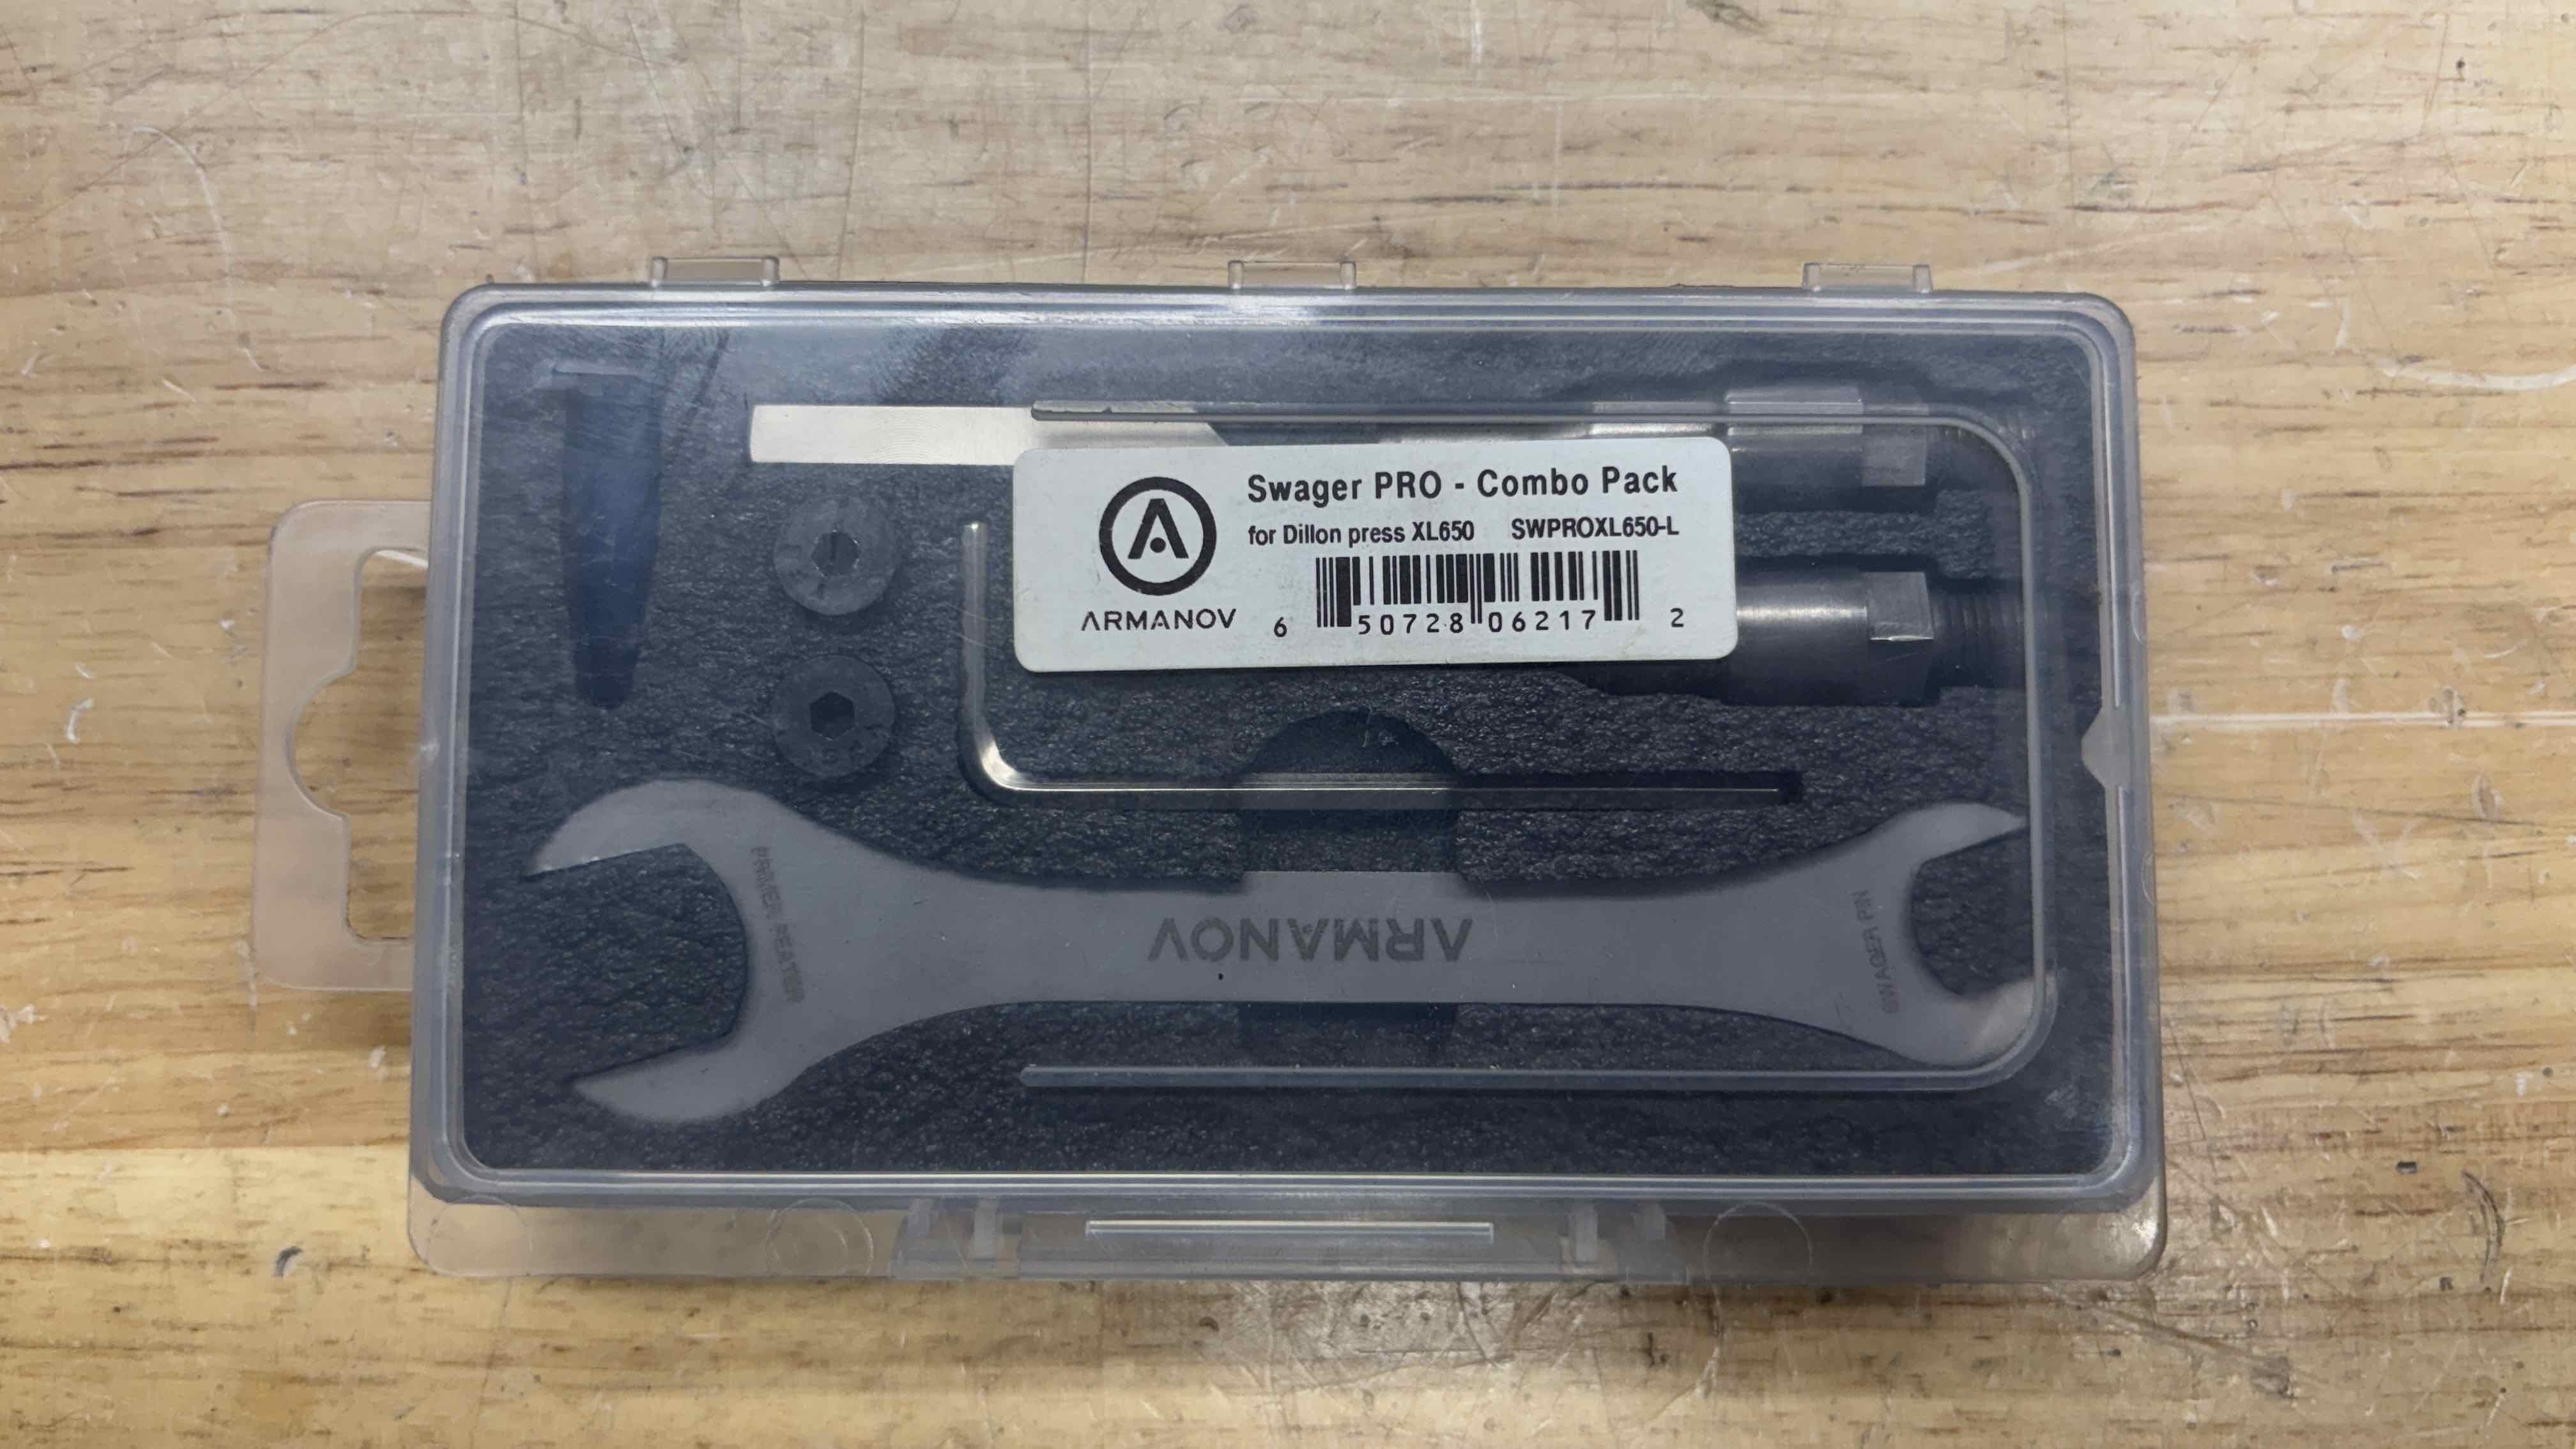 Swager PRO - Combo Pack
for Dillon press XL650 SWPROXL650-L
ARMANOV
6 50728 06217 2
PRIMER SEATER
ARMANOV
SWAGER PIN